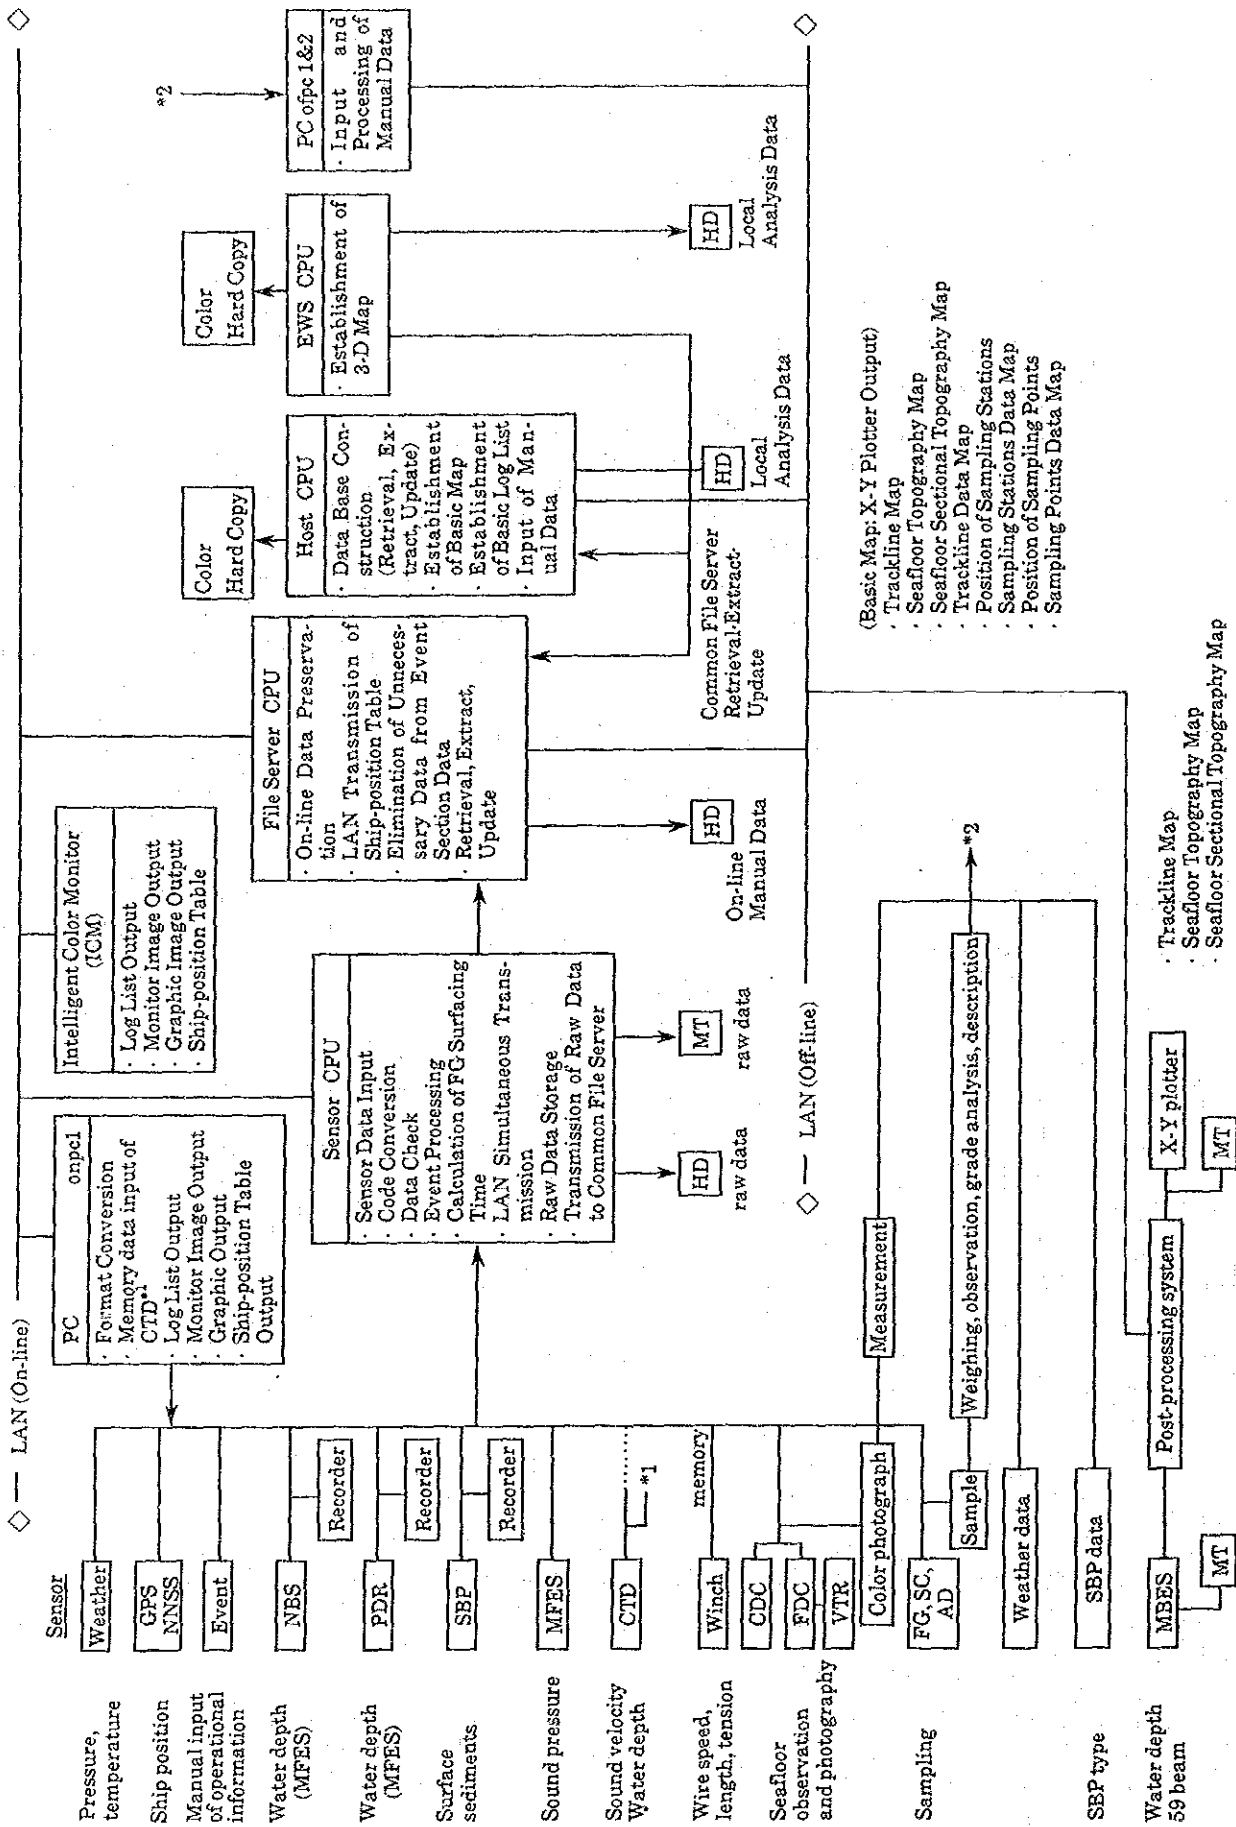 LAN (On-line)
Sensor
Pressure,
temperature
Weather
Ship position
GPS
NNSS
Manual input
of operational
information
Event
Water depth
(MFES)
NBS
Recorder
Water depth
(MFES)
PDR
Recorder
Surface
sediments
SBP
Recorder
Sound pressure
MFES
Sound velocity
Water depth
CTD
*1
Wire speed,
length, tension
Winch
memory
Seafloor
observation
and photography
CDC
FDC
VTR
Color photograph
Measurement
Sampling
FG, SC,
AD
Sample
Weighing, observation, grade analysis, description
*2
Weather data
SBP type
SBP data
Water depth
59 beam
MBES
MT
Post-processing system
X-Y plotter
MT
· Trackline Map
· Seafloor Topography Map
· Seafloor Sectional Topography Map
PC onpc1
· Format Conversion
· Memory data input of
CTD*1
· Log List Output
· Monitor Image Output
· Graphic Output
· Ship-position Table
Output
Intelligent Color Monitor
(ICM)
· Log List Output
· Monitor Image Output
· Graphic Image Output
· Ship-position Table
Sensor CPU
· Sensor Data Input
· Code Conversion
· Data Check
· Event Processing
· Calculation of FG Surfacing
Time
· LAN Simultaneous Trans-
mission
· Raw Data Storage
· Transmission of Raw Data
to Common File Server
HD
raw data
MT
raw data
File Server CPU
· On-line Data Preserva-
tion
· LAN Transmission of
Ship-position Table
· Elimination of Unneces-
sary Data from Event
Section Data
· Retrieval, Extract,
Update
HD
On-line
Manual Data
Common File Server
Retrieval·Extract·
Update
Color
Hard Copy
Host CPU
· Data Base Con-
struction
(Retrieval, Ex-
tract, Update)
· Establishment
of Basic Map
· Establishment
of Basic Log List
· Input of Man-
ual Data
HD
Local
Analysis Data
Color
Hard Copy
EWS CPU
· Establishment of
3-D Map
HD
Local
Analysis Data
*2
PC ofpc 1&2
· Input and
Processing of
Manual Data
LAN (Off-line)
(Basic Map: X-Y Plotter Output)
· Trackline Map
· Seafloor Topography Map
· Seafloor Sectional Topography Map
· Trackline Data Map
· Position of Sampling Stations
· Sampling Stations Data Map
· Position of Sampling Points
· Sampling Points Data Map